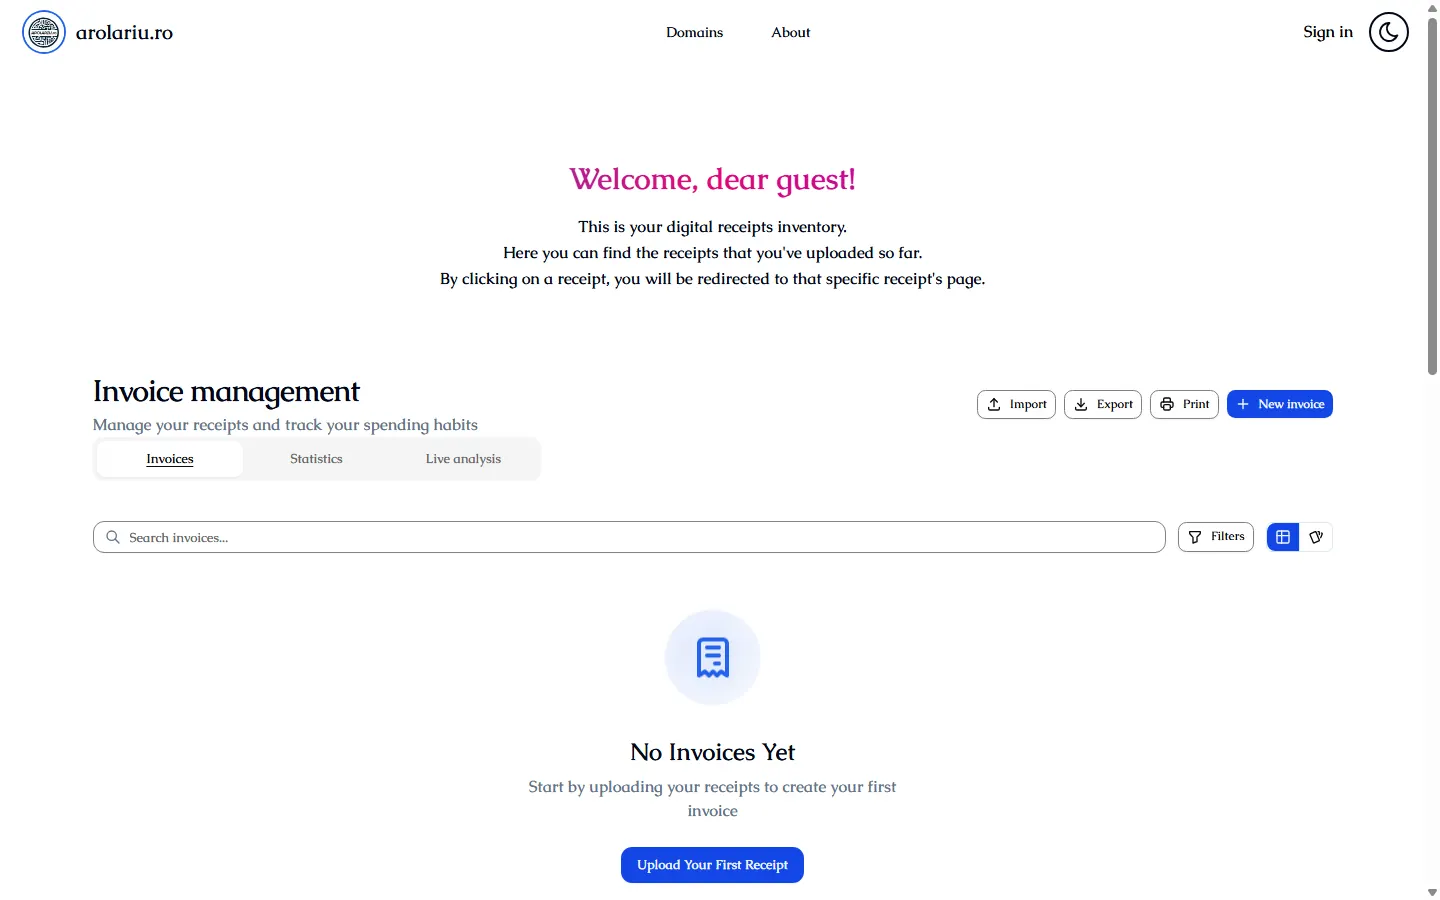 arolariu.ro
Domains
About
Sign in
Welcome, dear guest!
This is your digital receipts inventory.
Here you can find the receipts that you've uploaded so far.
By clicking on a receipt, you will be redirected to that specific receipt's page.
Invoice management
Manage your receipts and track your spending habits
Import
Export
Print
New invoice
Invoices
Statistics
Live analysis
Search invoices...
Filters
No Invoices Yet
Start by uploading your receipts to create your first
invoice
Upload Your First Receipt